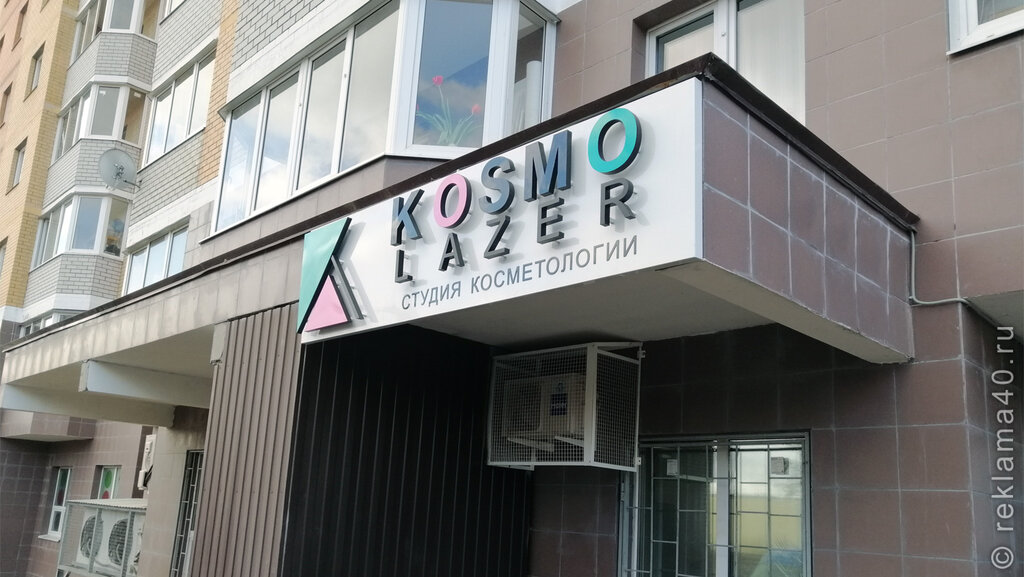 KOSMO
LAZER
СТУДИЯ КОСМЕТОЛОГИИ
© reklama40.ru